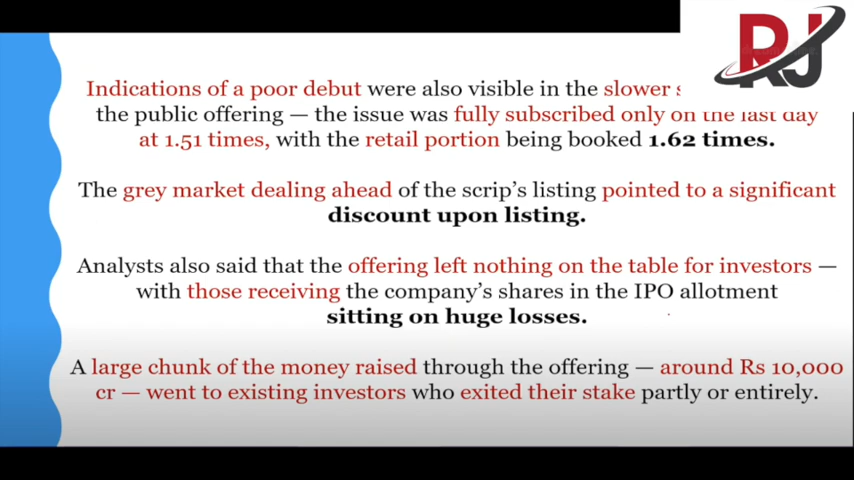 RJ
Indications of a poor debut were also visible in the slower
the public offering — the issue was fully subscribed only on the last day
at 1.51 times, with the retail portion being booked 1.62 times.
The grey market dealing ahead of the scrip's listing pointed to a significant
discount upon listing.
Analysts also said that the offering left nothing on the table for investors —
with those receiving the company's shares in the IPO allotment
sitting on huge losses.
A large chunk of the money raised through the offering — around Rs 10,000
cr — went to existing investors who exited their stake partly or entirely.